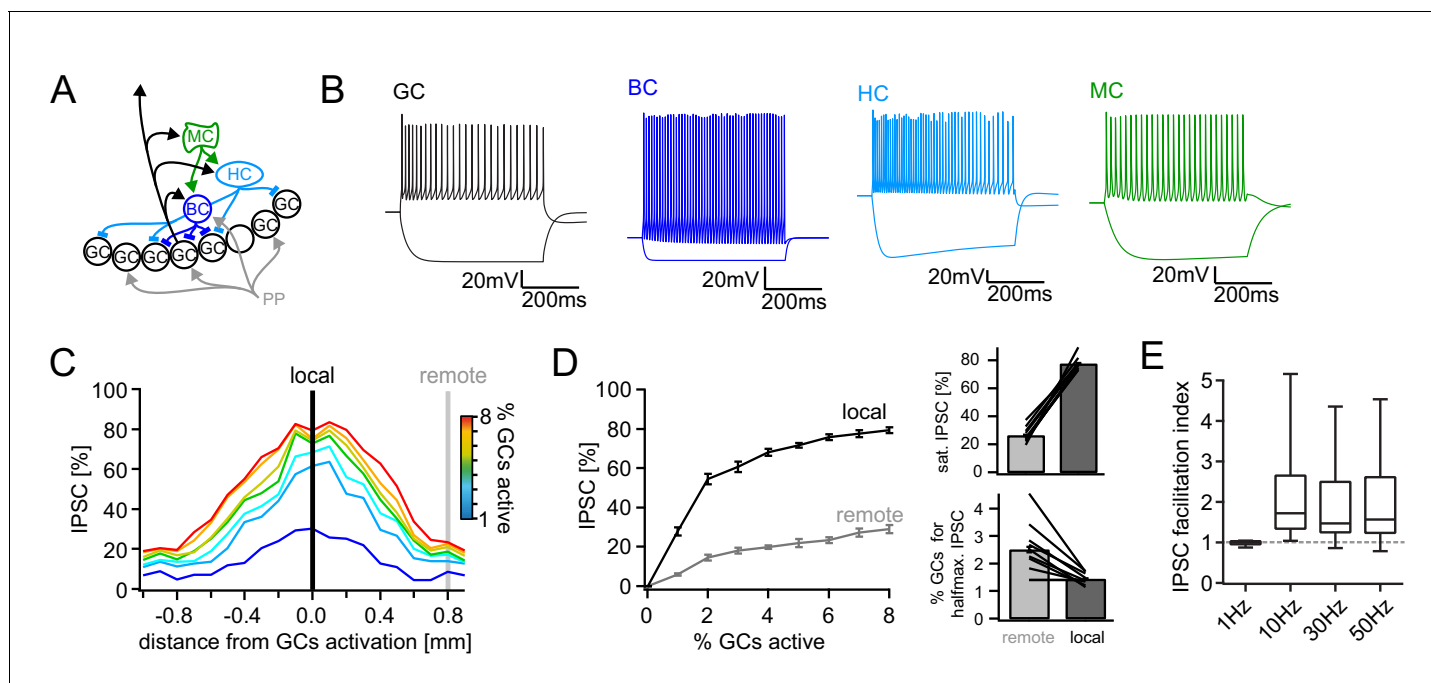 A
MC
HC
BC
GC
GC
GC
GC
GC
GC
GC
PP
B
GC
20mV
200ms
BC
20mV
200ms
HC
20mV
200ms
MC
20mV
200ms
C
local
remote
IPSC [%]
100
80
60
40
20
0
-0.8
-0.4
0.0
0.4
0.8
distance from GCs activation [mm]
8
1
% GCs active
D
IPSC [%]
100
80
60
40
20
0
local
remote
0
2
4
6
8
% GCs active
sat. IPSC [%]
80
60
40
20
0
% GCs for
halfmax. IPSC
4
3
2
1
0
remote
local
E
IPSC facilitation index
5
4
3
2
1
0
1Hz
10Hz
30Hz
50Hz